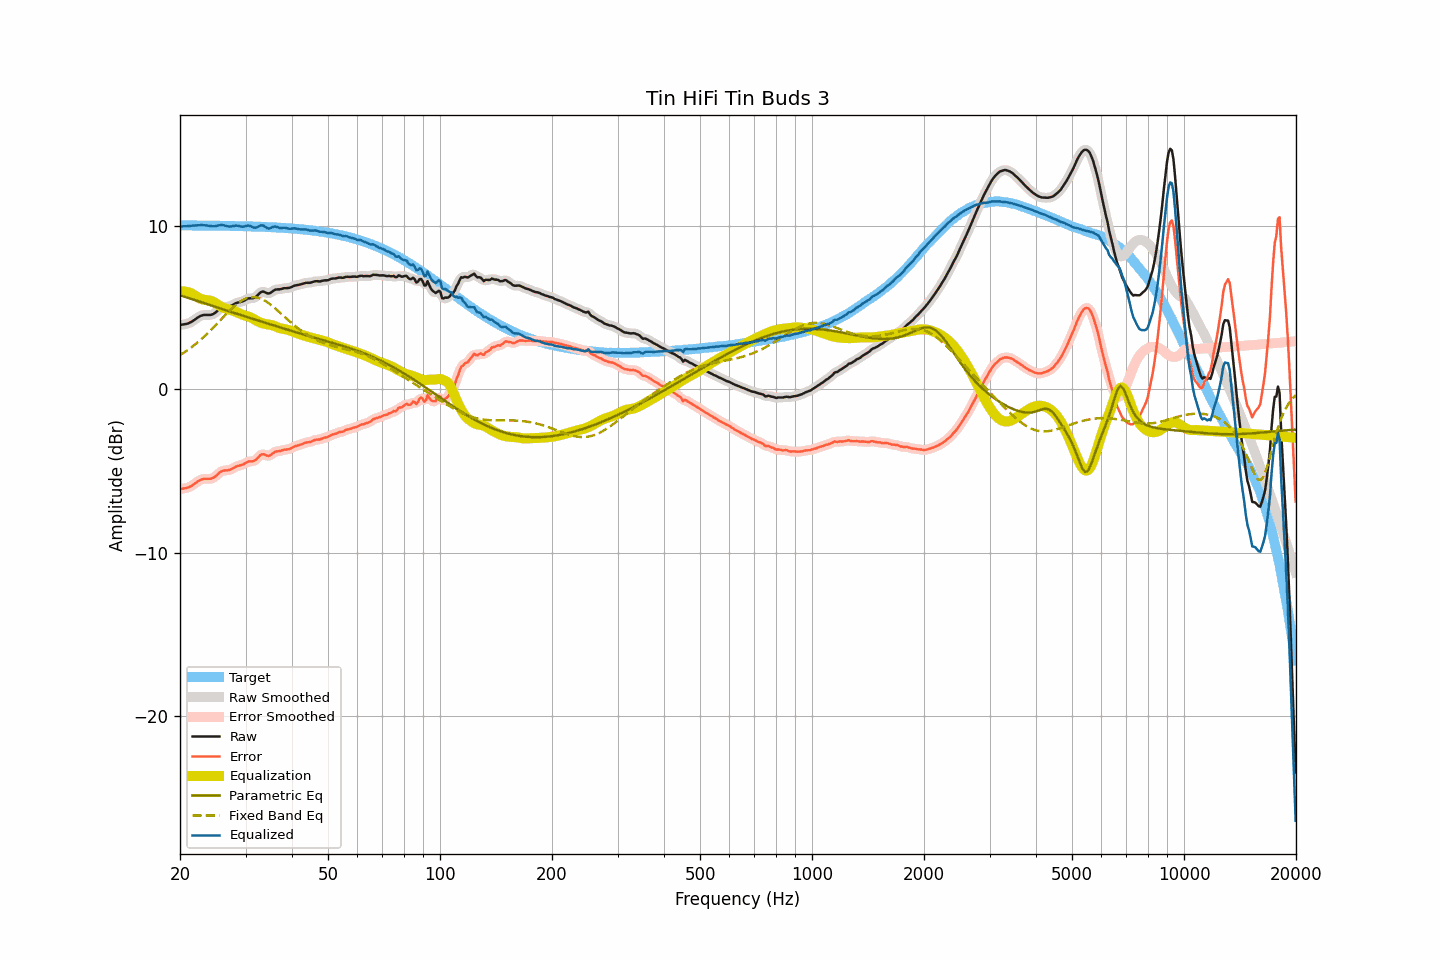 Tin HiFi Tin Buds 3
Amplitude (dBr)
10
0
−10
−20
Target
Raw Smoothed
Error Smoothed
Raw
Error
Equalization
Parametric Eq
Fixed Band Eq
Equalized
20 50 100 200 500 1000 2000 5000 10000 20000
Frequency (Hz)